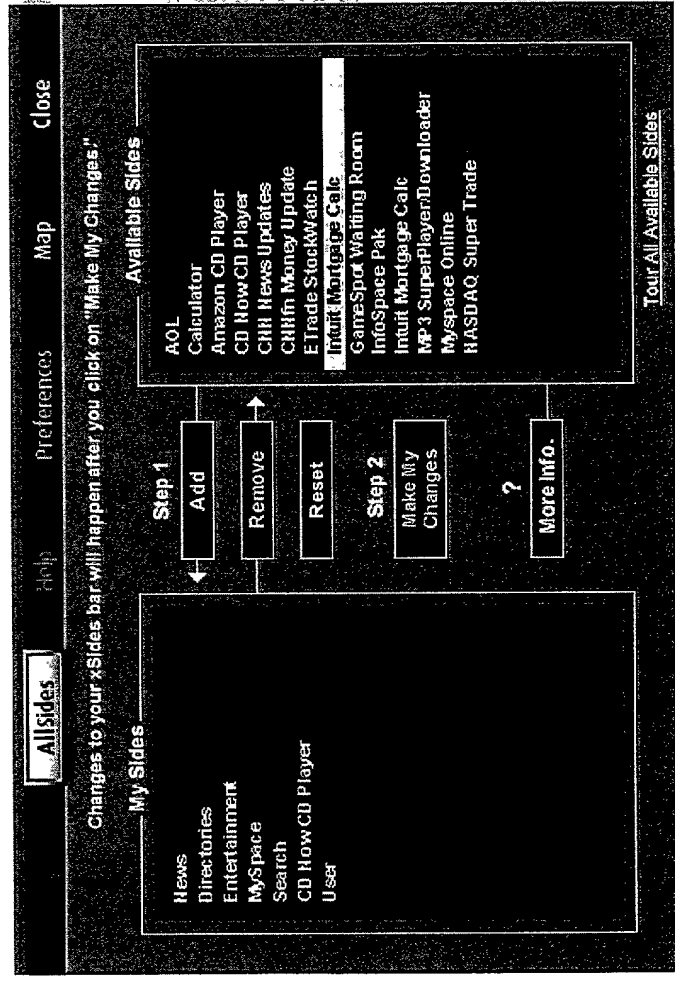 Allsides
Help
Preferences
Map
Close
Changes to your xSides bar will happen after you click on "Make My Changes."
My Sides
News
Directories
Entertainment
MySpace
Search
CD Now CD Player
User
Step 1
Add
Remove
Reset
Step 2
Make My
Changes
?
More Info.
Available Sides
AOL
Calculator
Amazon CD Player
CD Now CD Player
CNN News Updates
CNNfn Money Update
ETrade StockWatch
Intuit Mortgage Calc
GameSpot Waiting Room
InfoSpace Pak
Intuit Mortgage Calc
MP3 SuperPlayer/Downloader
Myspace Online
NASDAQ Super Trade
Tour All Available Sides